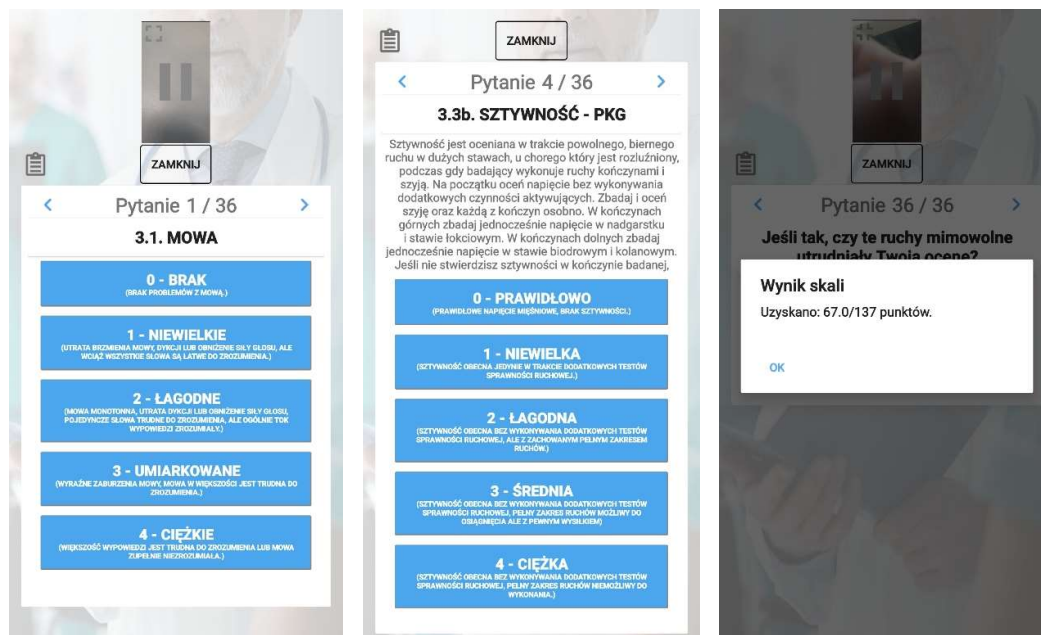 ZAMKNIJ
Pytanie 1 / 36
3.1. MOWA
0 - BRAK
(BRAK PROBLEMÓW Z MOWĄ.)
1 - NIEWIELKIE
(UTRATA BRZMIENIA MOWY, DYKCJI LUB OBNIŻENIE SIŁY GŁOSU, ALE
WCIĄŻ WSZYSTKIE SŁOWA SĄ ŁATWE DO ZROZUMIENIA.)
2 - ŁAGODNE
(MOWA MONOTONNA, UTRATA DYKCJI LUB OBNIŻENIE SIŁY GŁOSU,
POJEDYNCZE SŁOWA TRUDNE DO ZROZUMIENIA, ALE OGÓLNIE TOK
WYPOWIEDZI ZROZUMIAŁY.)
3 - UMIARKOWANE
(WYRAŹNE ZABURZENIA MOWY, MOWA W WIĘKSZOŚCI JEST TRUDNA DO
ZROZUMIENIA.)
4 - CIĘŻKIE
(WIĘKSZOŚĆ WYPOWIEDZI JEST TRUDNA DO ZROZUMIENIA LUB MOWA
ZUPEŁNIE NIEZROZUMIAŁA.)
ZAMKNIJ
Pytanie 4 / 36
3.3b. SZTYWNOŚĆ - PKG
Sztywność jest oceniana w trakcie powolnego, biernego
ruchu w dużych stawach, u chorego który jest rozluźniony,
podczas gdy badający wykonuje ruchy kończynami i
szyją. Na początku oceń napięcie bez wykonywania
dodatkowych czynności aktywujących. Zbadaj i oceń
szyję oraz każdą z kończyn osobno. W kończynach
górnych zbadaj jednocześnie napięcie w nadgarstku
i stawie łokciowym. W kończynach dolnych zbadaj
jednocześnie napięcie w stawie biodrowym i kolanowym.
Jeśli nie stwierdzisz sztywności w kończynie badanej,
0 - PRAWIDŁOWO
(PRAWIDŁOWE NAPIĘCIE MIĘŚNIOWE, BRAK SZTYWNOŚCI.)
1 - NIEWIELKA
(SZTYWNOŚĆ OBECNA JEDYNIE W TRAKCIE DODATKOWYCH TESTÓW
SPRAWNOŚCI RUCHOWEJ.)
2 - ŁAGODNA
(SZTYWNOŚĆ OBECNA BEZ WYKONYWANIA DODATKOWYCH TESTÓW
SPRAWNOŚCI RUCHOWEJ, ALE Z ZACHOWANYM PEŁNYM ZAKRESEM
RUCHÓW.)
3 - ŚREDNIA
(SZTYWNOŚĆ OBECNA BEZ WYKONYWANIA DODATKOWYCH TESTÓW
SPRAWNOŚCI RUCHOWEJ, PEŁNY ZAKRES RUCHÓW MOŻLIWY DO
OSIĄGNIĘCIA ALE Z PEWNYM WYSIŁKIEM)
4 - CIĘŻKA
(SZTYWNOŚĆ OBECNA BEZ WYKONYWANIA DODATKOWYCH TESTÓW
SPRAWNOŚCI RUCHOWEJ, PEŁNY ZAKRES RUCHÓW NIEMOŻLIWY DO
WYKONANIA.)
ZAMKNIJ
Pytanie 36 / 36
Jeśli tak, czy te ruchy mimowolne
utrudniały Twoją ocenę?
Wynik skali
Uzyskano: 67.0/137 punktów.
OK